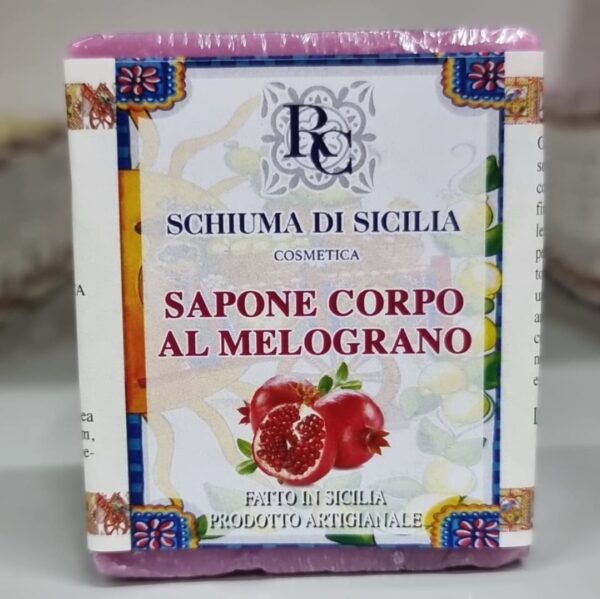 RC
SCHIUMA DI SICILIA
COSMETICA
SAPONE CORPO
AL MELOGRANO
FATTO IN SICILIA
PRODOTTO ARTIGIANALE